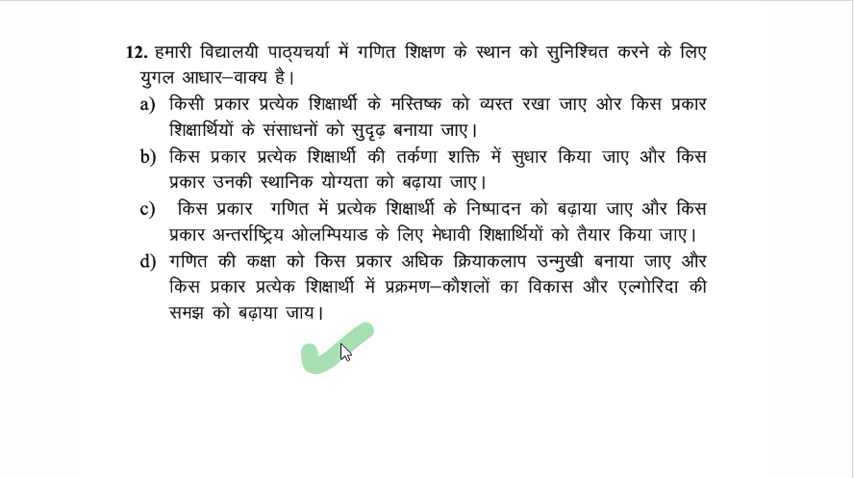 12. हमारी विद्यालयी पाठ्यचर्या में गणित शिक्षण के स्थान को सुनिश्चित करने के लिए
युगल आधार–वाक्य है।
a) किसी प्रकार प्रत्येक शिक्षार्थी के मस्तिष्क को व्यस्त रखा जाए ओर किस प्रकार
शिक्षार्थियों के संसाधनों को सुदृढ़ बनाया जाए।
b) किस प्रकार प्रत्येक शिक्षार्थी की तर्कणा शक्ति में सुधार किया जाए और किस
प्रकार उनकी स्थानिक योग्यता को बढ़ाया जाए।
c) किस प्रकार गणित में प्रत्येक शिक्षार्थी के निष्पादन को बढ़ाया जाए और किस
प्रकार अन्तर्राष्ट्रिय ओलम्पियाड के लिए मेधावी शिक्षार्थियों को तैयार किया जाए।
d) गणित की कक्षा को किस प्रकार अधिक क्रियाकलाप उन्मुखी बनाया जाए और
किस प्रकार प्रत्येक शिक्षार्थी में प्रक्रमण–कौशलों का विकास और एल्गोरिदा की
समझ को बढ़ाया जाय।